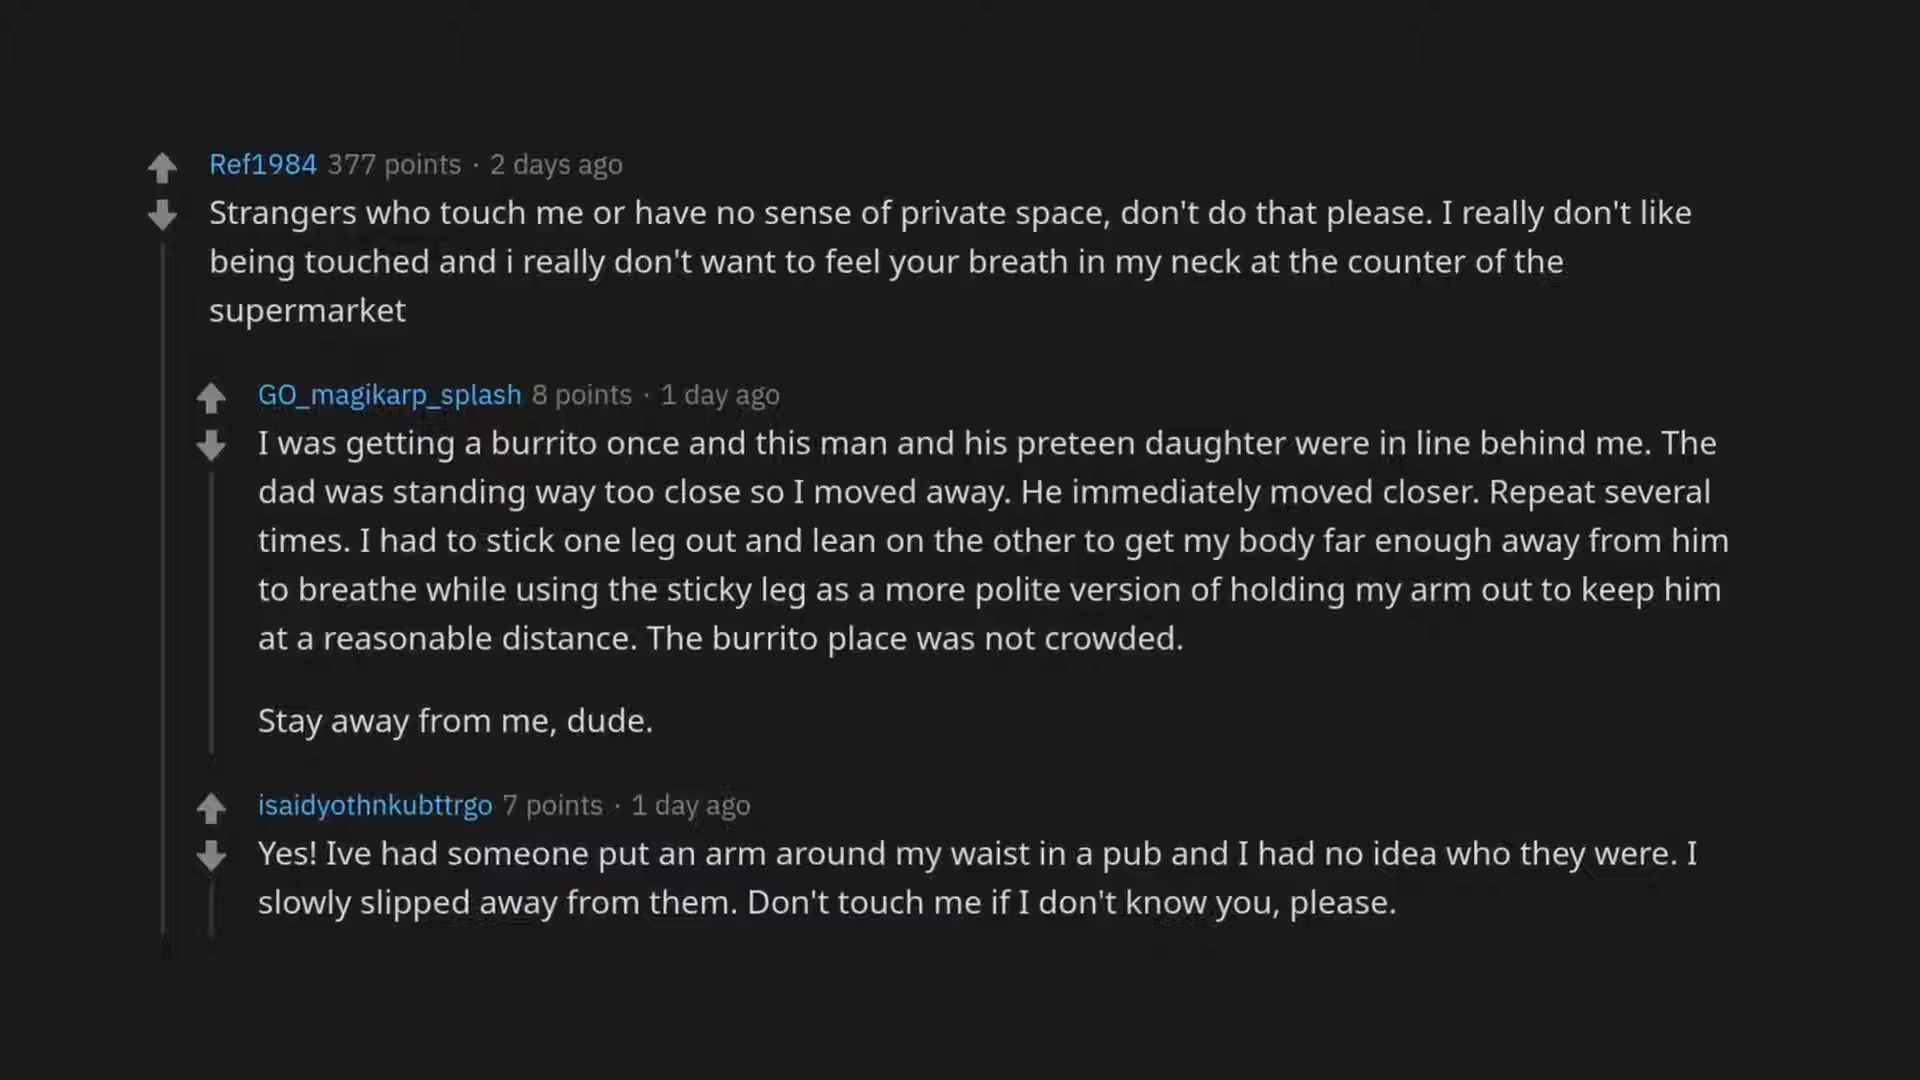 Ref1984 377 points · 2 days ago
Strangers who touch me or have no sense of private space, don't do that please. I really don't like
being touched and i really don't want to feel your breath in my neck at the counter of the
supermarket
GO_magikarp_splash 8 points · 1 day ago
I was getting a burrito once and this man and his preteen daughter were in line behind me. The
dad was standing way too close so I moved away. He immediately moved closer. Repeat several
times. I had to stick one leg out and lean on the other to get my body far enough away from him
to breathe while using the sticky leg as a more polite version of holding my arm out to keep him
at a reasonable distance. The burrito place was not crowded.
Stay away from me, dude.
isaidyothnkubttrgo 7 points · 1 day ago
Yes! Ive had someone put an arm around my waist in a pub and I had no idea who they were. I
slowly slipped away from them. Don't touch me if I don't know you, please.